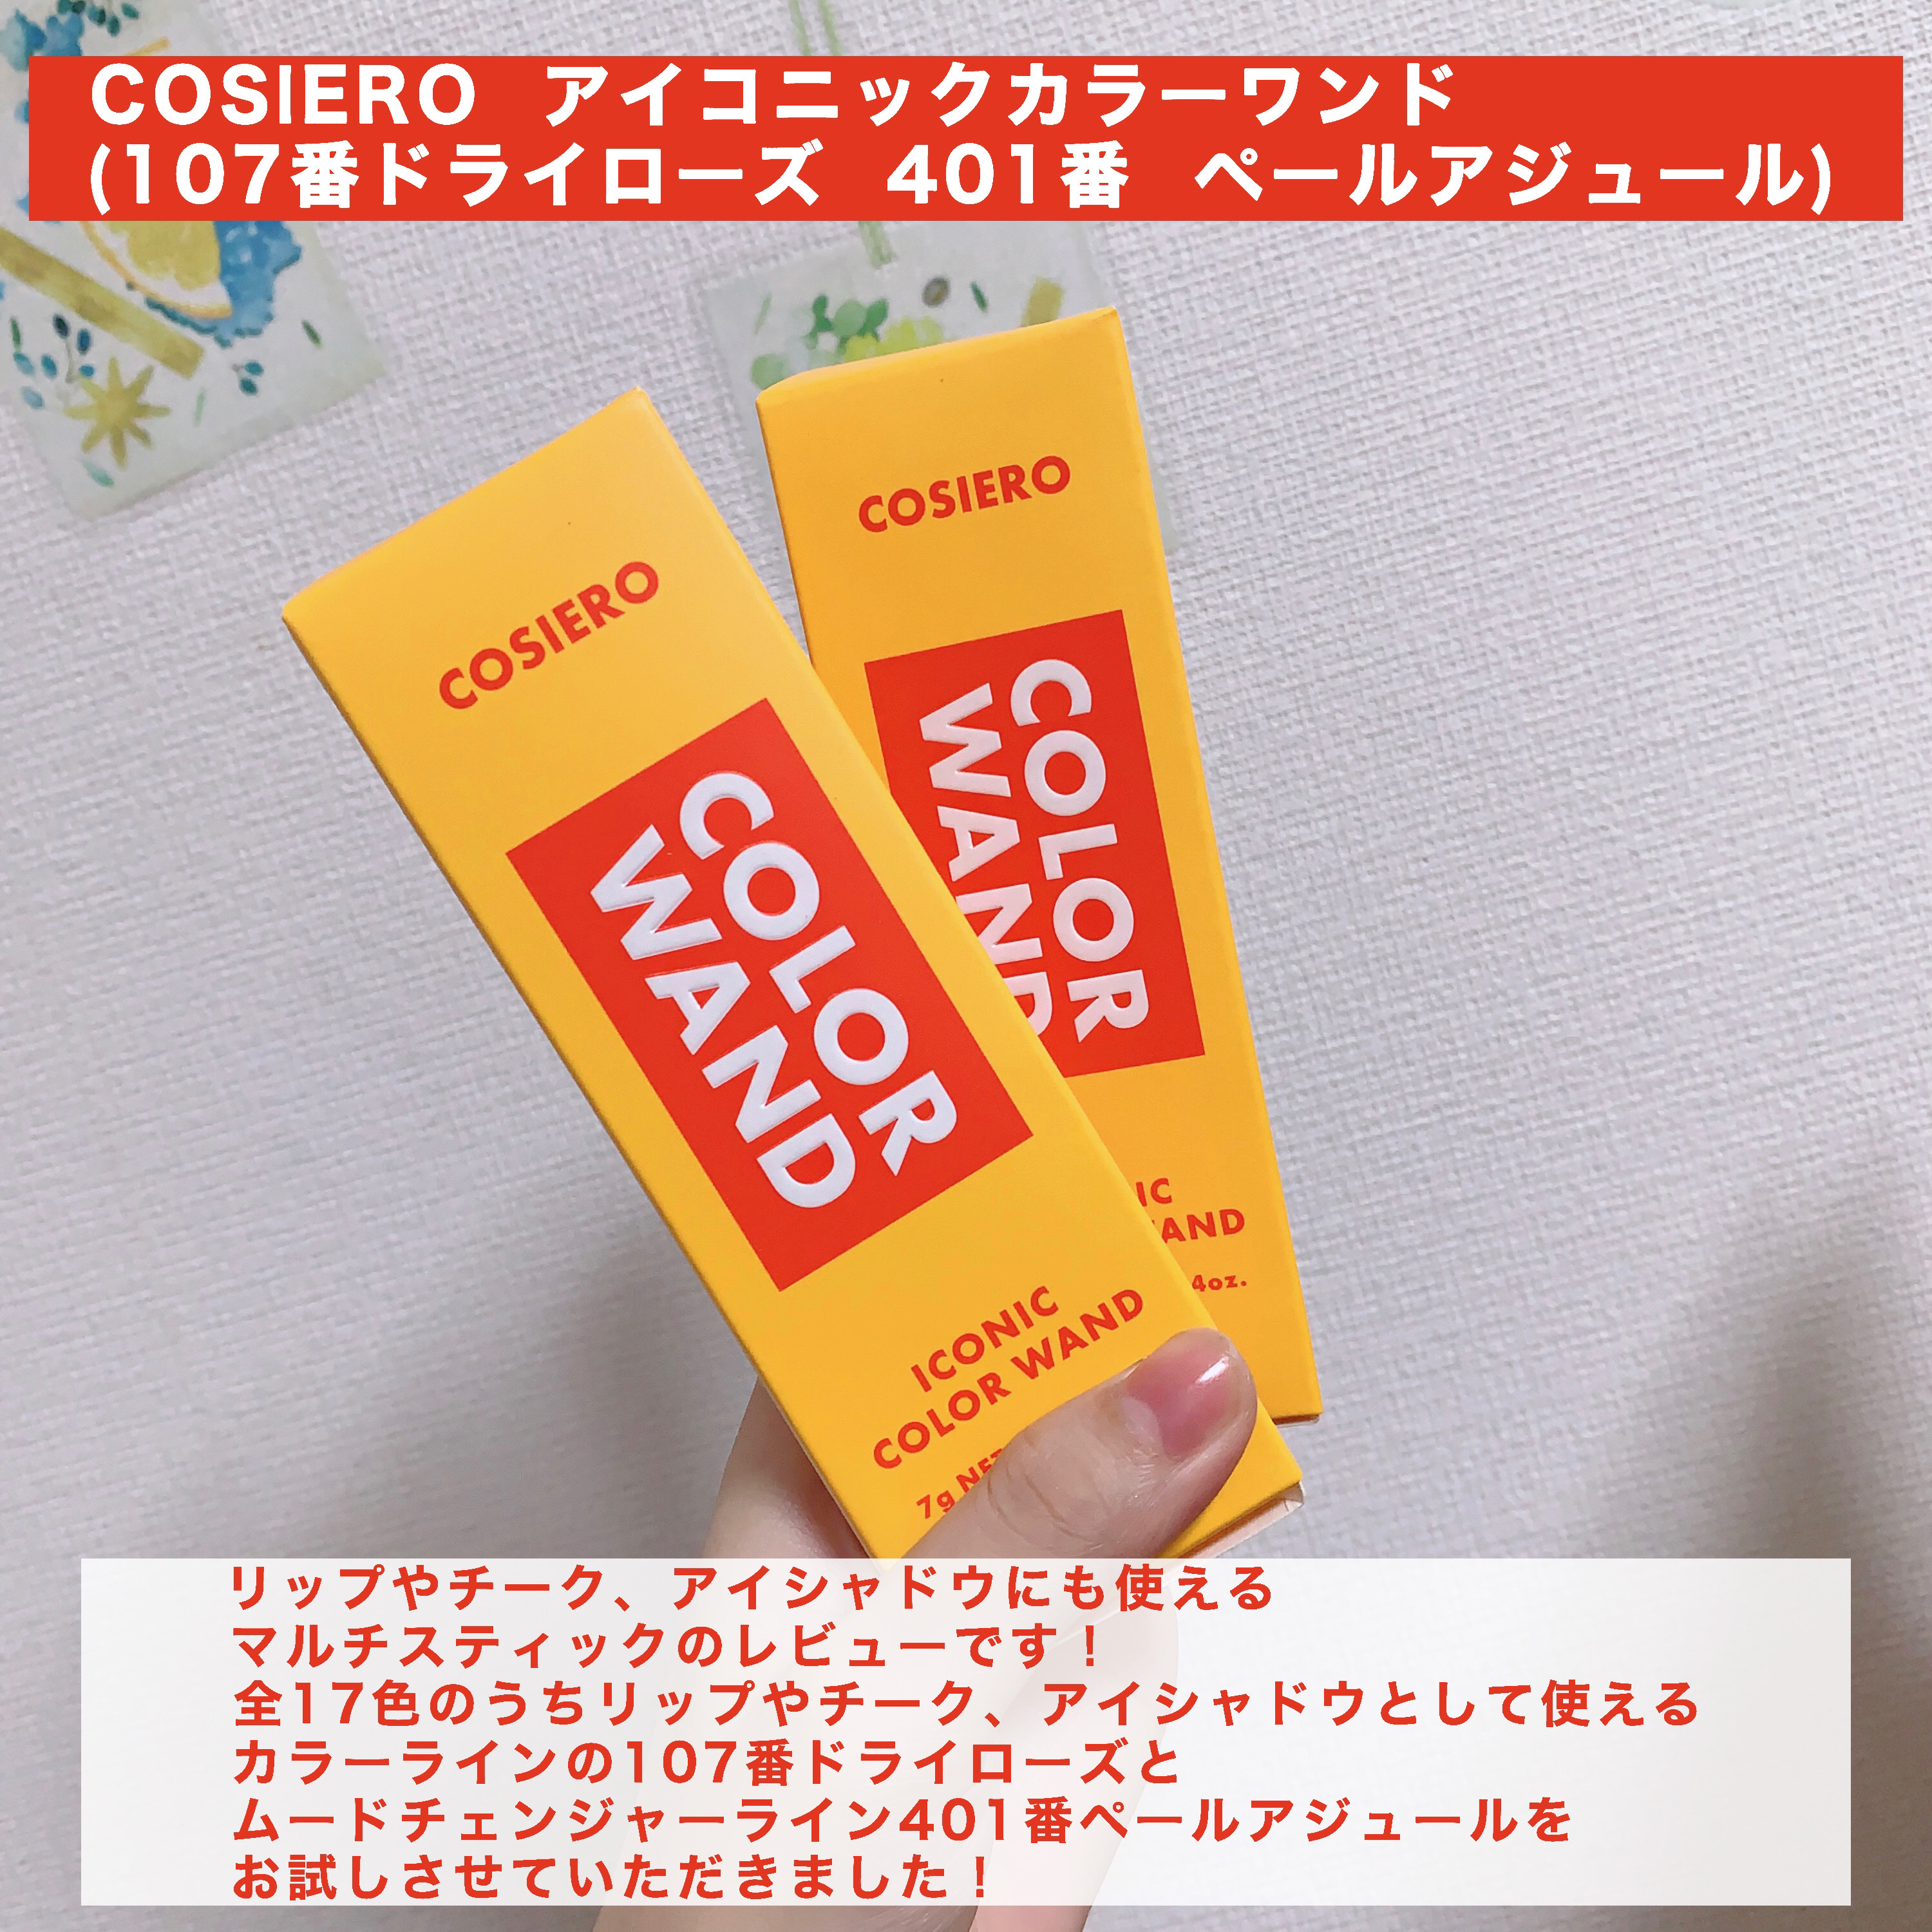 COSIERO アイコニックカラーワンド
(107番ドライローズ 401番 ペールアジュール)
COSIERO
COLOR
WAND
ICONIC
COLOR WAND
7g
COSIERO
COLOR
WAND
4oz.
リップやチーク、アイシャドウにも使える
マルチスティックのレビューです！
全17色のうちリップやチーク、アイシャドウとして使える
カラーラインの107番ドライローズと
ムードチェンジャーライン401番ペールアジュールを
お試しさせていただきました！